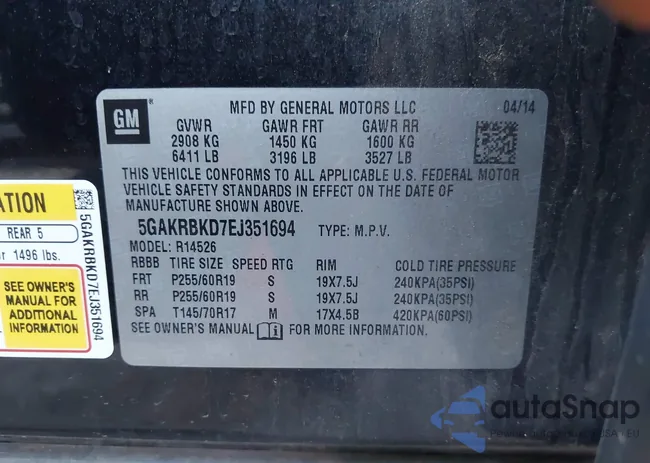 GM
MFD BY GENERAL MOTORS LLC 04/14
GVWR GAWR FRT GAWR RR
2908 KG 1450 KG 1600 KG
6411 LB 3196 LB 3527 LB
THIS VEHICLE CONFORMS TO ALL APPLICABLE U.S. FEDERAL MOTOR
VEHICLE SAFETY STANDARDS IN EFFECT ON THE DATE OF
MANUFACTURE SHOWN ABOVE.
5GAKRBKD7EJ351694 TYPE: M.P.V.
MODEL: R14526
RBBB TIRE SIZE SPEED RTG RIM COLD TIRE PRESSURE
FRT P255/60R19 S 19X7.5J 240KPA(35PSI)
RR P255/60R19 S 19X7.5J 240KPA(35PSI)
SPA T145/70R17 M 17X4.5B 420KPA(60PSI)
SEE OWNER'S MANUAL FOR MORE INFORMATION.
ATION
REAR 5
r 1496 lbs.
SEE OWNER'S
MANUAL FOR
ADDITIONAL
INFORMATION
5GAKRBKD7EJ351694
autoSnap